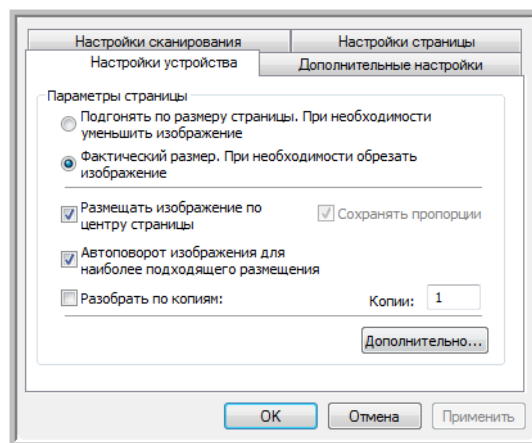 Настройки сканирования
Настройки страницы
Настройки устройства
Дополнительные настройки
Параметры страницы
Подгонять по размеру страницы. При необходимости
уменьшить изображение
Фактический размер. При необходимости обрезать
изображение
Размещать изображение по
центру страницы
Сохранять пропорции
Автоповорот изображения для
наиболее подходящего размещения
Разобрать по копиям:
Копии:
1
Дополнительно...
OK
Отмена
Применить